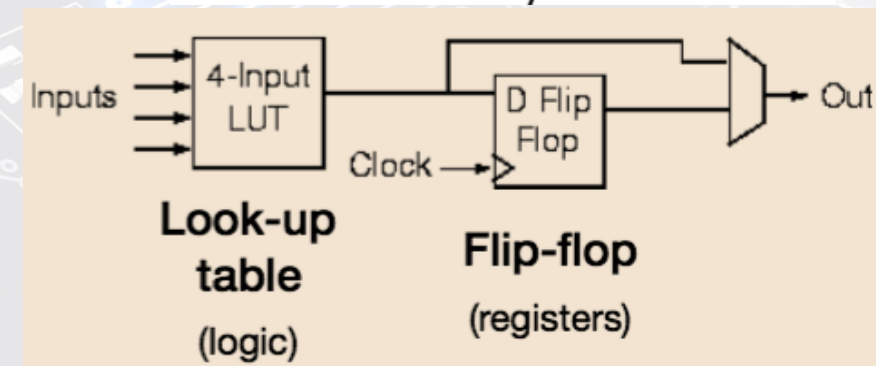 Inputs
4-Input
LUT
D Flip
Flop
Clock
Out
Look-up
table
(logic)
Flip-flop
(registers)